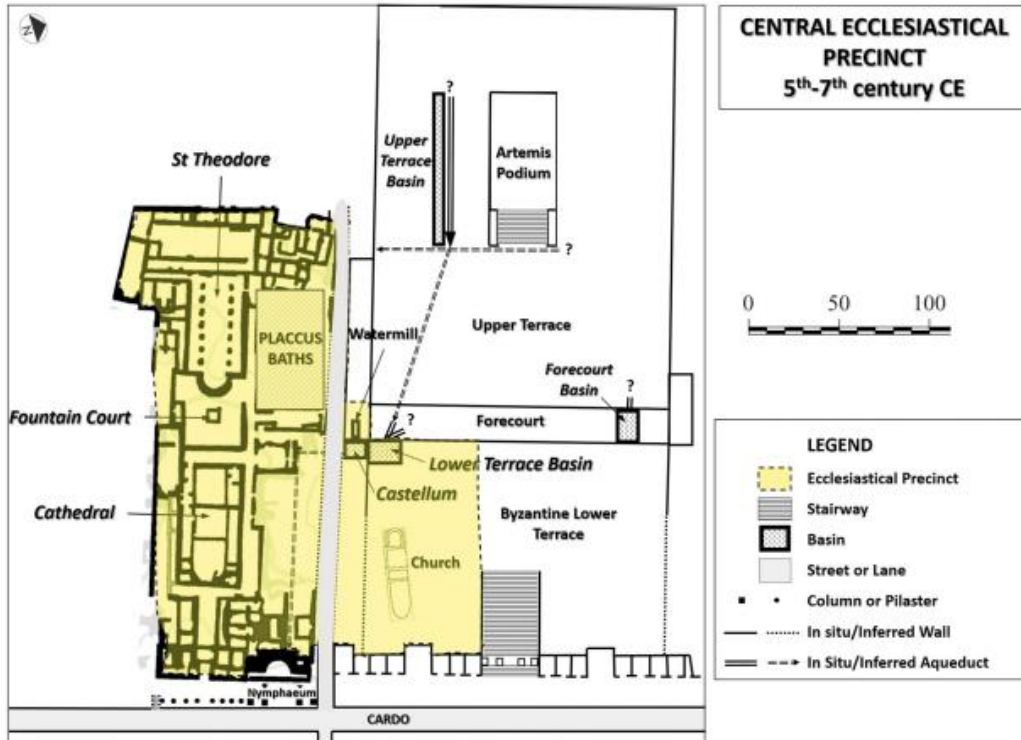 N
CENTRAL ECCLESIASTICAL
PRECINCT
5th-7th century CE
?
Upper
Terrace
Basin
Artemis
Podium
St Theodore
?
Watermill
Upper Terrace
PLACCUS
BATHS
Forecourt
Basin
?
Fountain Court
?
Forecourt
Lower Terrace Basin
Castellum
Cathedral
Byzantine Lower
Terrace
Church
Nymphaeum
CARDO
0 50 100
LEGEND
Ecclesiastical Precinct
Stairway
Basin
Street or Lane
Column or Pilaster
In situ/Inferred Wall
In Situ/Inferred Aqueduct